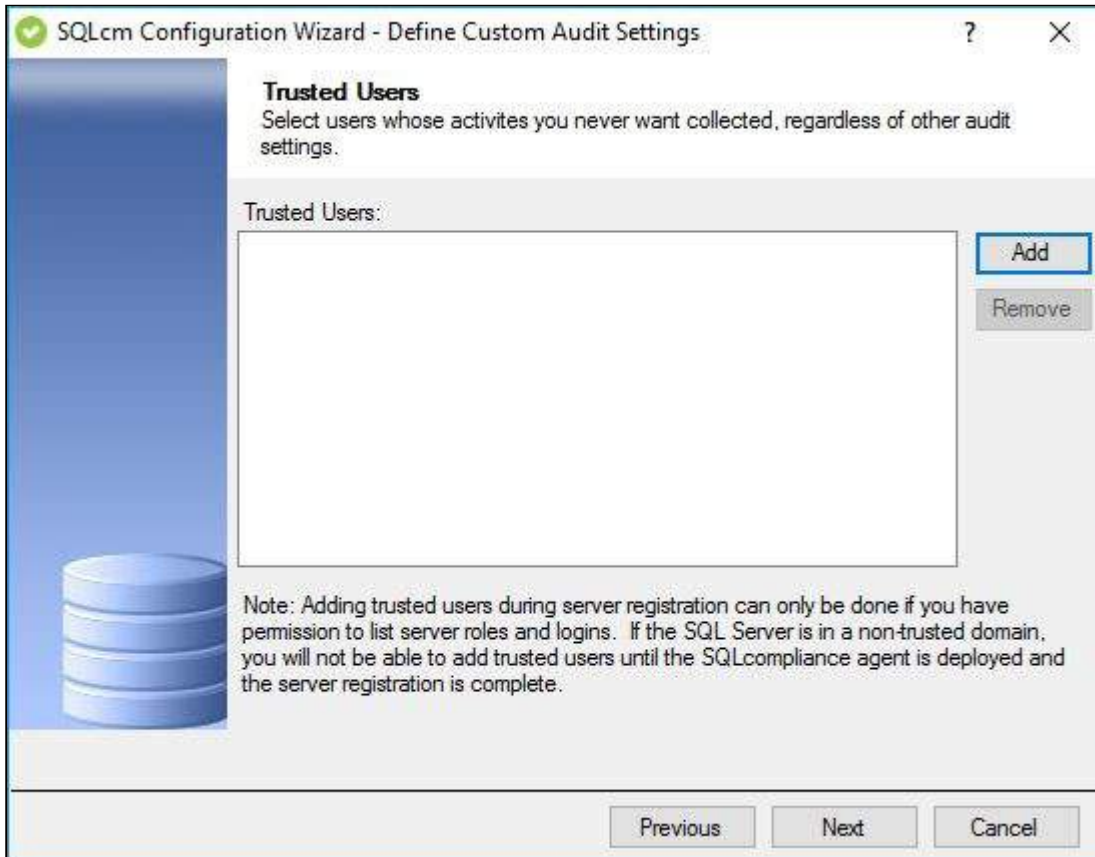 SQLcm Configuration Wizard - Define Custom Audit Settings ?
Trusted Users
Select users whose activites you never want collected, regardless of other audit
settings.
Trusted Users:
Add
Remove
Note: Adding trusted users during server registration can only be done if you have
permission to list server roles and logins.  If the SQL Server is in a non-trusted domain,
you will not be able to add trusted users until the SQLcompliance agent is deployed and
the server registration is complete.
Previous Next Cancel